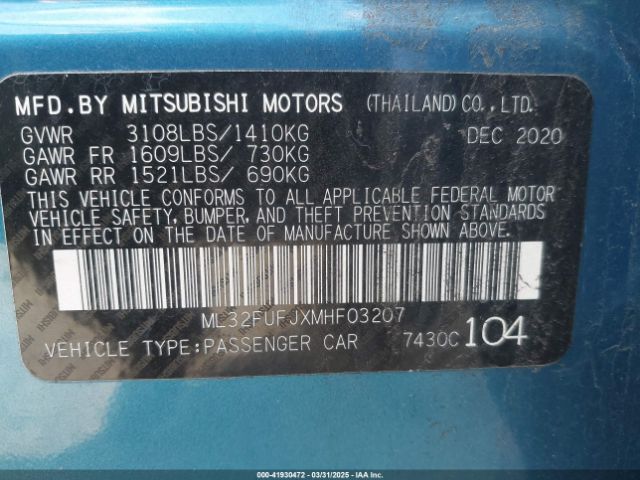 MFD.BY MITSUBISHI MOTORS (THAILAND)CO., LTD.
GVWR 3108LBS/1410KG DEC 2020
GAWR FR 1609LBS/ 730KG
GAWR RR 1521LBS/ 690KG
THIS VEHICLE CONFORMS TO ALL APPLICABLE FEDERAL MOTOR
VEHICLE SAFETY, BUMPER, AND THEFT PREVENTION STANDARDS
IN EFFECT ON THE DATE OF MANUFACTURE SHOWN ABOVE.
ML32FUFJXMHF03207
VEHICLE TYPE:PASSENGER CAR 7430C 104
000-41930472 - 03/31/2025 - IAAI.COM